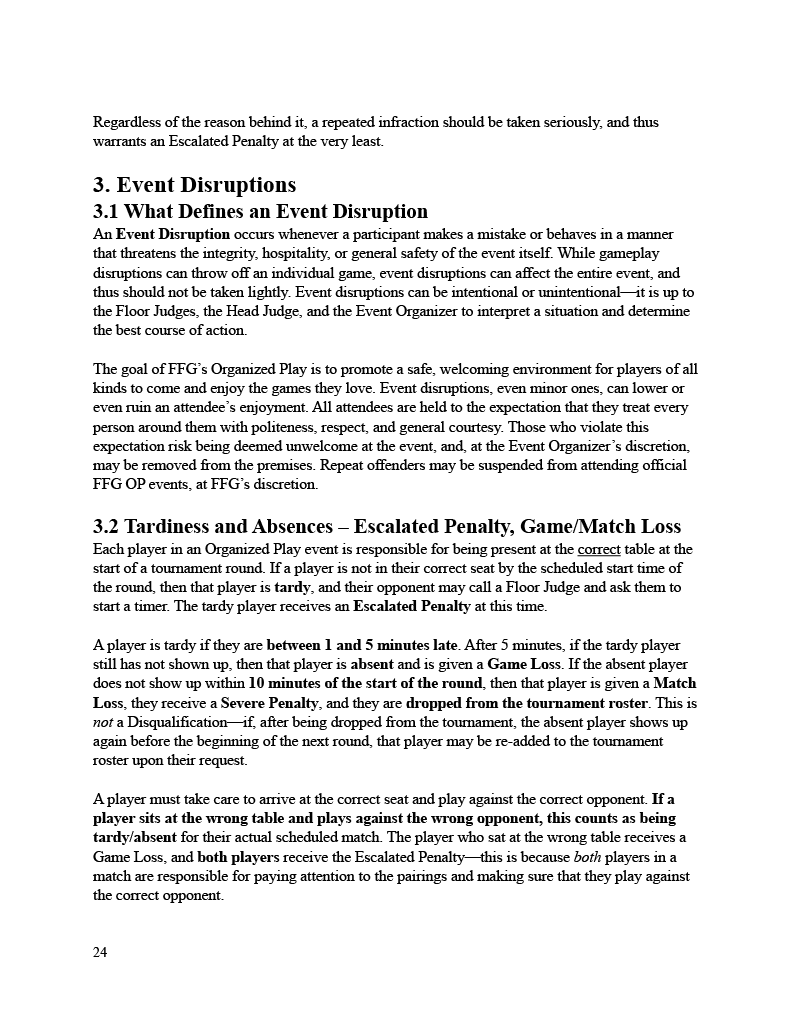 Regardless of the reason behind it, a repeated infraction should be taken seriously, and thus
warrants an Escalated Penalty at the very least.
3. Event Disruptions
3.1 What Defines an Event Disruption
An Event Disruption occurs whenever a participant makes a mistake or behaves in a manner
that threatens the integrity, hospitality, or general safety of the event itself. While gameplay
disruptions can throw off an individual game, event disruptions can affect the entire event, and
thus should not be taken lightly. Event disruptions can be intentional or unintentional—it is up to
the Floor Judges, the Head Judge, and the Event Organizer to interpret a situation and determine
the best course of action.
The goal of FFG’s Organized Play is to promote a safe, welcoming environment for players of all
kinds to come and enjoy the games they love. Event disruptions, even minor ones, can lower or
even ruin an attendee’s enjoyment. All attendees are held to the expectation that they treat every
person around them with politeness, respect, and general courtesy. Those who violate this
expectation risk being deemed unwelcome at the event, and, at the Event Organizer’s discretion,
may be removed from the premises. Repeat offenders may be suspended from attending official
FFG OP events, at FFG’s discretion.
3.2 Tardiness and Absences – Escalated Penalty, Game/Match Loss
Each player in an Organized Play event is responsible for being present at the correct table at the
start of a tournament round. If a player is not in their correct seat by the scheduled start time of
the round, then that player is tardy, and their opponent may call a Floor Judge and ask them to
start a timer. The tardy player receives an Escalated Penalty at this time.
A player is tardy if they are between 1 and 5 minutes late. After 5 minutes, if the tardy player
still has not shown up, then that player is absent and is given a Game Loss. If the absent player
does not show up within 10 minutes of the start of the round, then that player is given a Match
Loss, they receive a Severe Penalty, and they are dropped from the tournament roster. This is
not a Disqualification—if, after being dropped from the tournament, the absent player shows up
again before the beginning of the next round, that player may be re-added to the tournament
roster upon their request.
A player must take care to arrive at the correct seat and play against the correct opponent. If a
player sits at the wrong table and plays against the wrong opponent, this counts as being
tardy/absent for their actual scheduled match. The player who sat at the wrong table receives a
Game Loss, and both players receive the Escalated Penalty—this is because both players in a
match are responsible for paying attention to the pairings and making sure that they play against
the correct opponent.
24